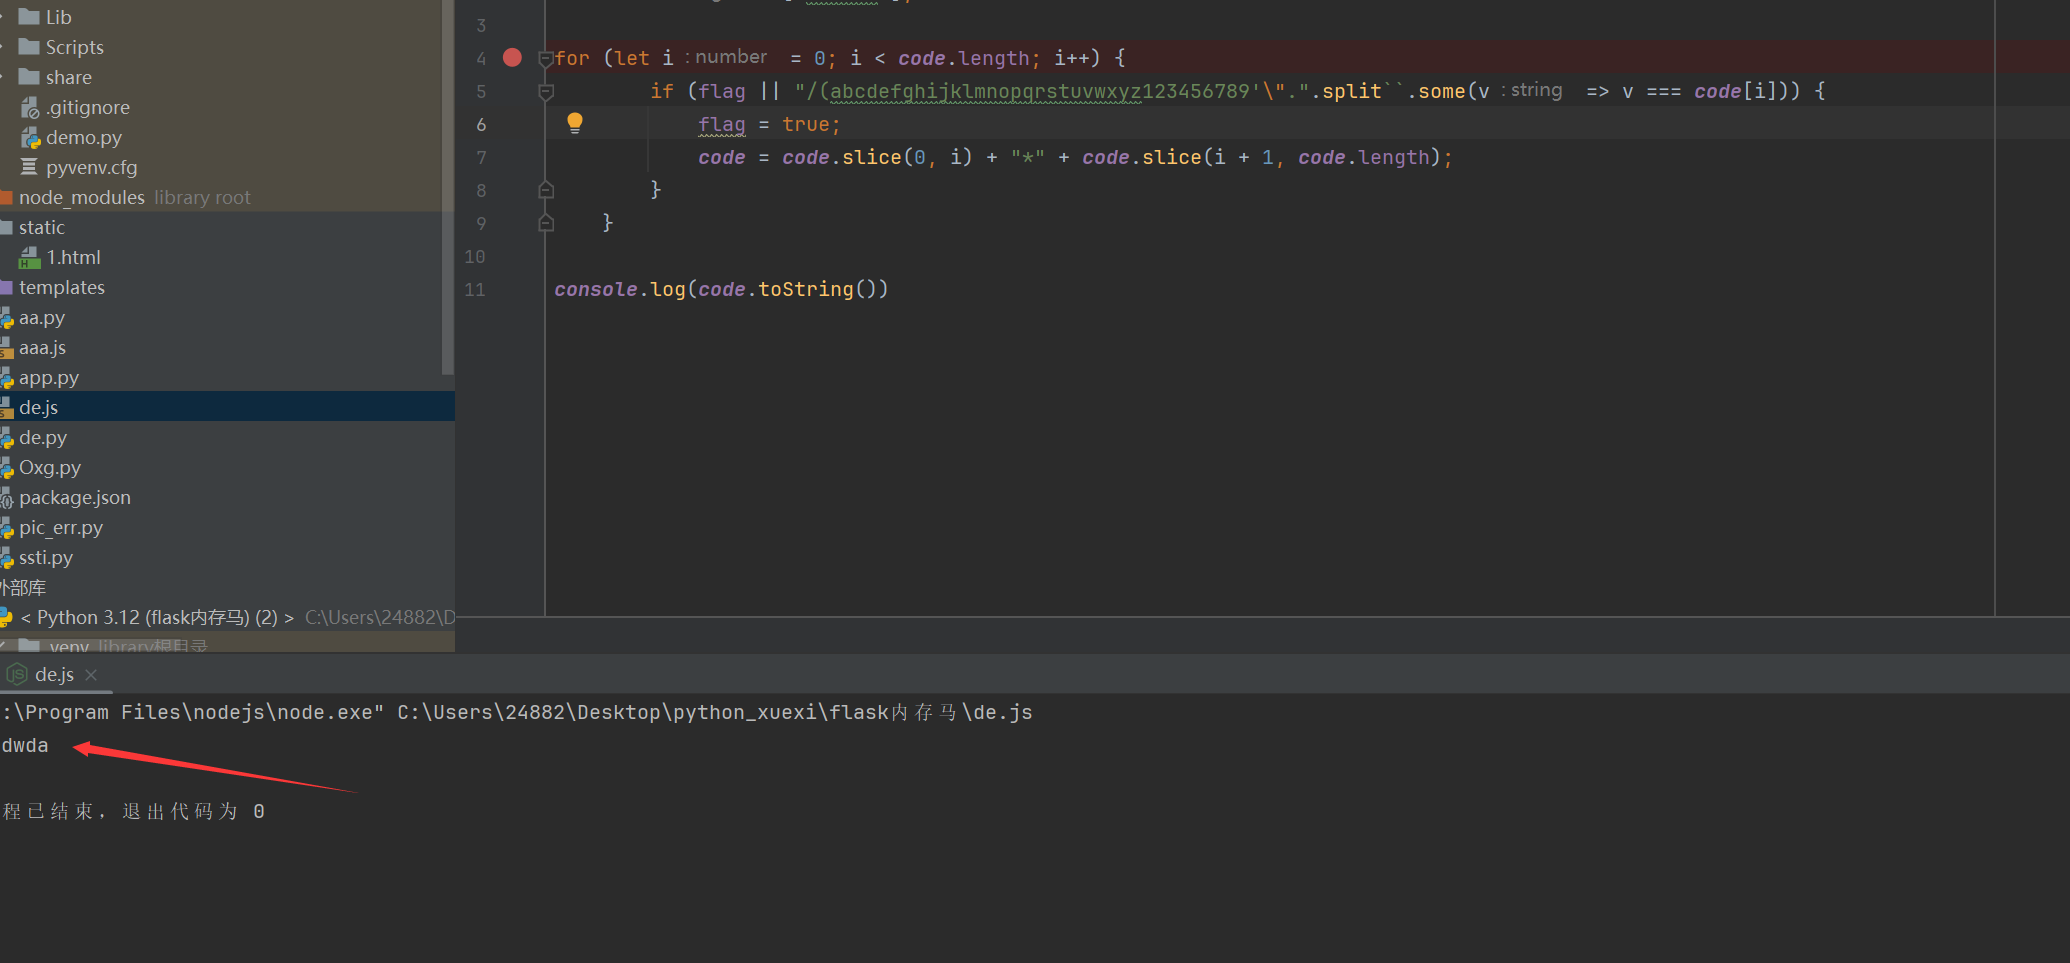 Lib
Scripts
share
.gitignore
demo.py
pyvenv.cfg
node_modules library root
static
1.html
templates
aa.py
aaa.js
app.py
de.js
de.py
Oxg.py
package.json
pic_err.py
ssti.py
外部库
< Python 3.12 (flask内存马) (2) > C:\Users\24882\D
venv library根目录
3
4 for (let i : number = 0; i < code.length; i++) {
5 if (flag || "/(abcdefghijklmnopqrstuvwxyz123456789'\".".split``.some(v : string => v === code[i])) {
6 flag = true;
7 code = code.slice(0, i) + "*" + code.slice(i + 1, code.length);
8 }
9 }
10
11 console.log(code.toString())
de.js
:\Program Files\nodejs\node.exe" C:\Users\24882\Desktop\python_xuexi\flask内存马\de.js
dwda
程已结束，退出代码为 0